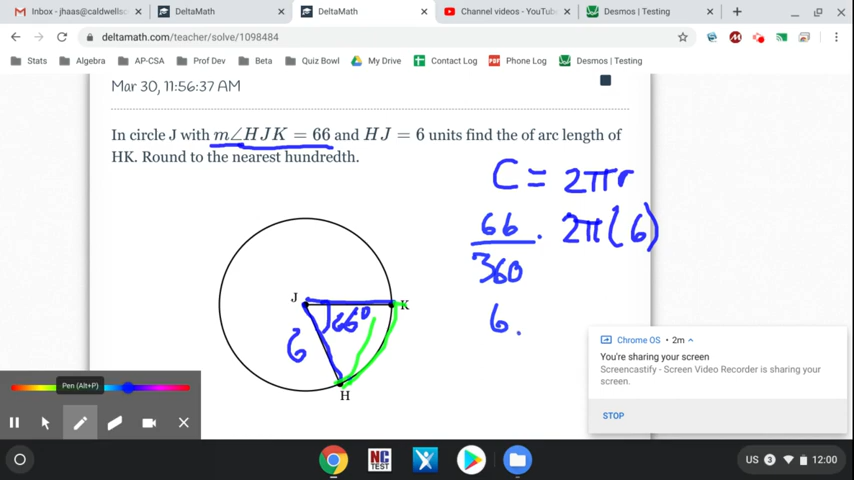 Inbox - jhaas@caldwellsc
DeltaMath
DeltaMath
Channel videos - YouTube
Desmos | Testing
deltamath.com/teacher/solve/1098484
Stats
Algebra
AP-CSA
Prof Dev
Beta
Quiz Bowl
My Drive
Contact Log
Phone Log
Desmos | Testing
Mar 30, 11:56:37 AM
In circle J with m∠HJK = 66 and HJ = 6 units find the of arc length of
HK. Round to the nearest hundredth.
C = 2πr
66/360 · 2π(6)
6.
J
K
66°
6
H
Pen (Alt+P)
Chrome OS • 2m
You're sharing your screen
Screencastify - Screen Video Recorder is sharing your
screen.
STOP
NC
TEST
US 3 12:00